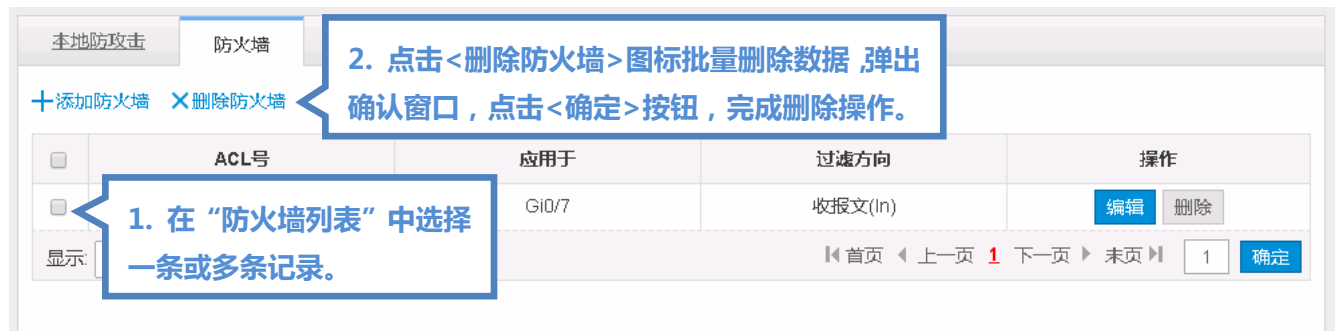 本地防攻击 防火墙
2. 点击<删除防火墙>图标批量删除数据,弹出
确认窗口，点击<确定>按钮，完成删除操作。
添加防火墙 删除防火墙
ACL号 应用于 过滤方向 操作
Gi0/7 收报文(In) 编辑 删除
1. 在“防火墙列表”中选择
一条或多条记录。
显示: 首页 上一页 1 下一页 末页 1 确定